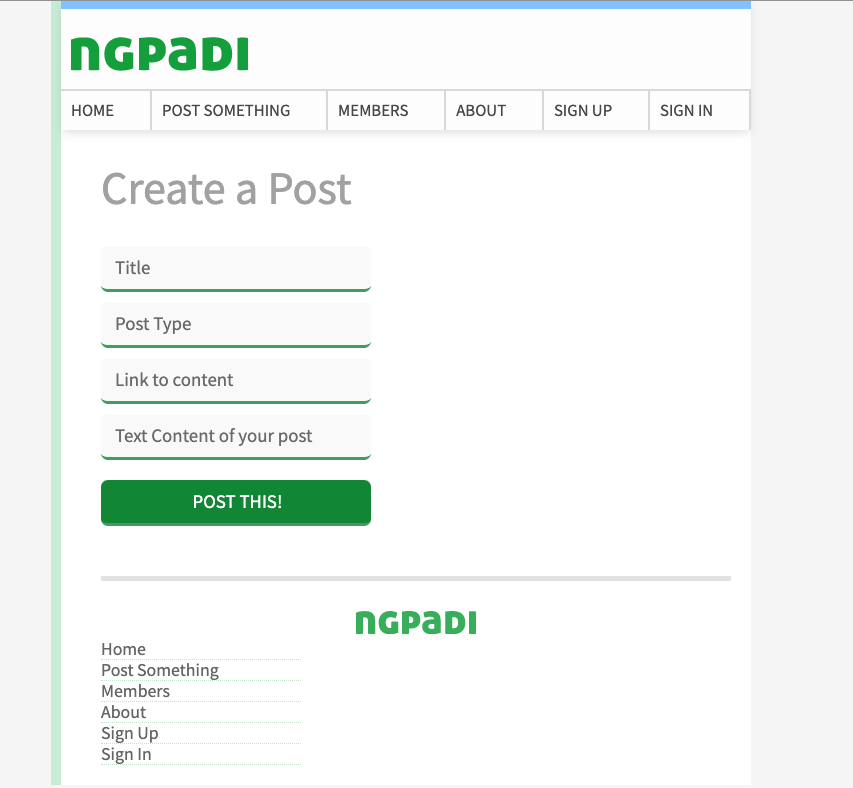 ngpadi
HOME POST SOMETHING MEMBERS ABOUT SIGN UP SIGN IN
Create a Post
Title
Post Type
Link to content
Text Content of your post
POST THIS!
ngpadi
Home
Post Something
Members
About
Sign Up
Sign In